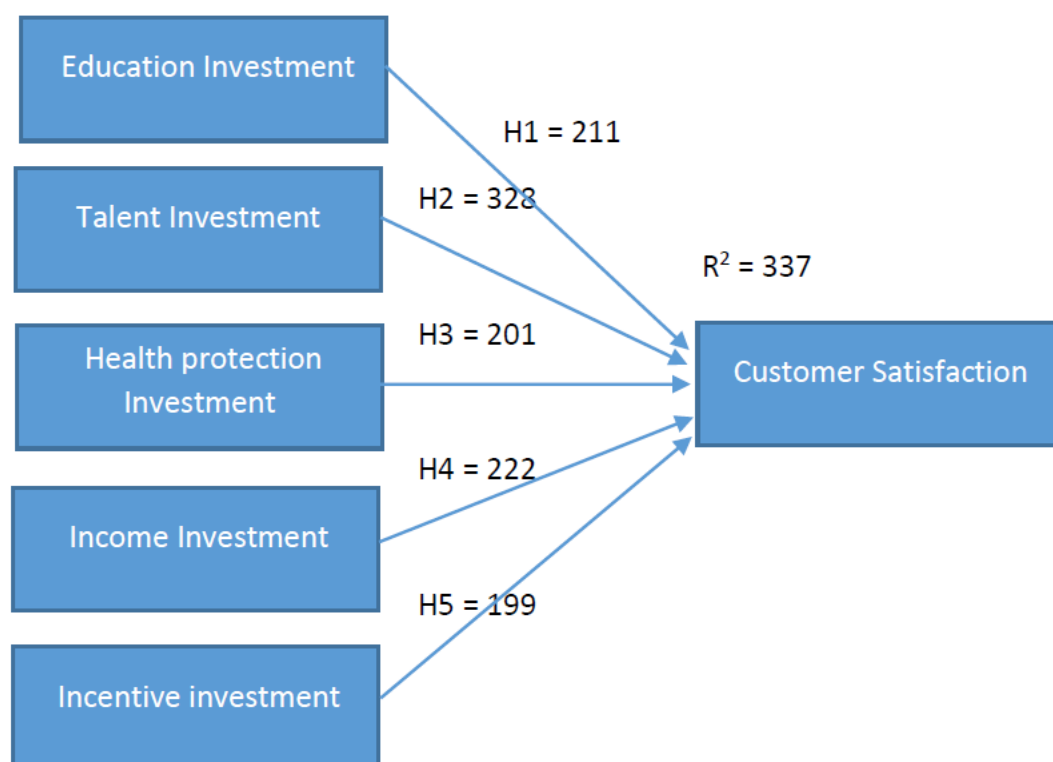 Education Investment
H1 = 211
Talent Investment
H2 = 328
R² = 337
Health protection
Investment
H3 = 201
Customer Satisfaction
Income Investment
H4 = 222
H5 = 199
Incentive investment